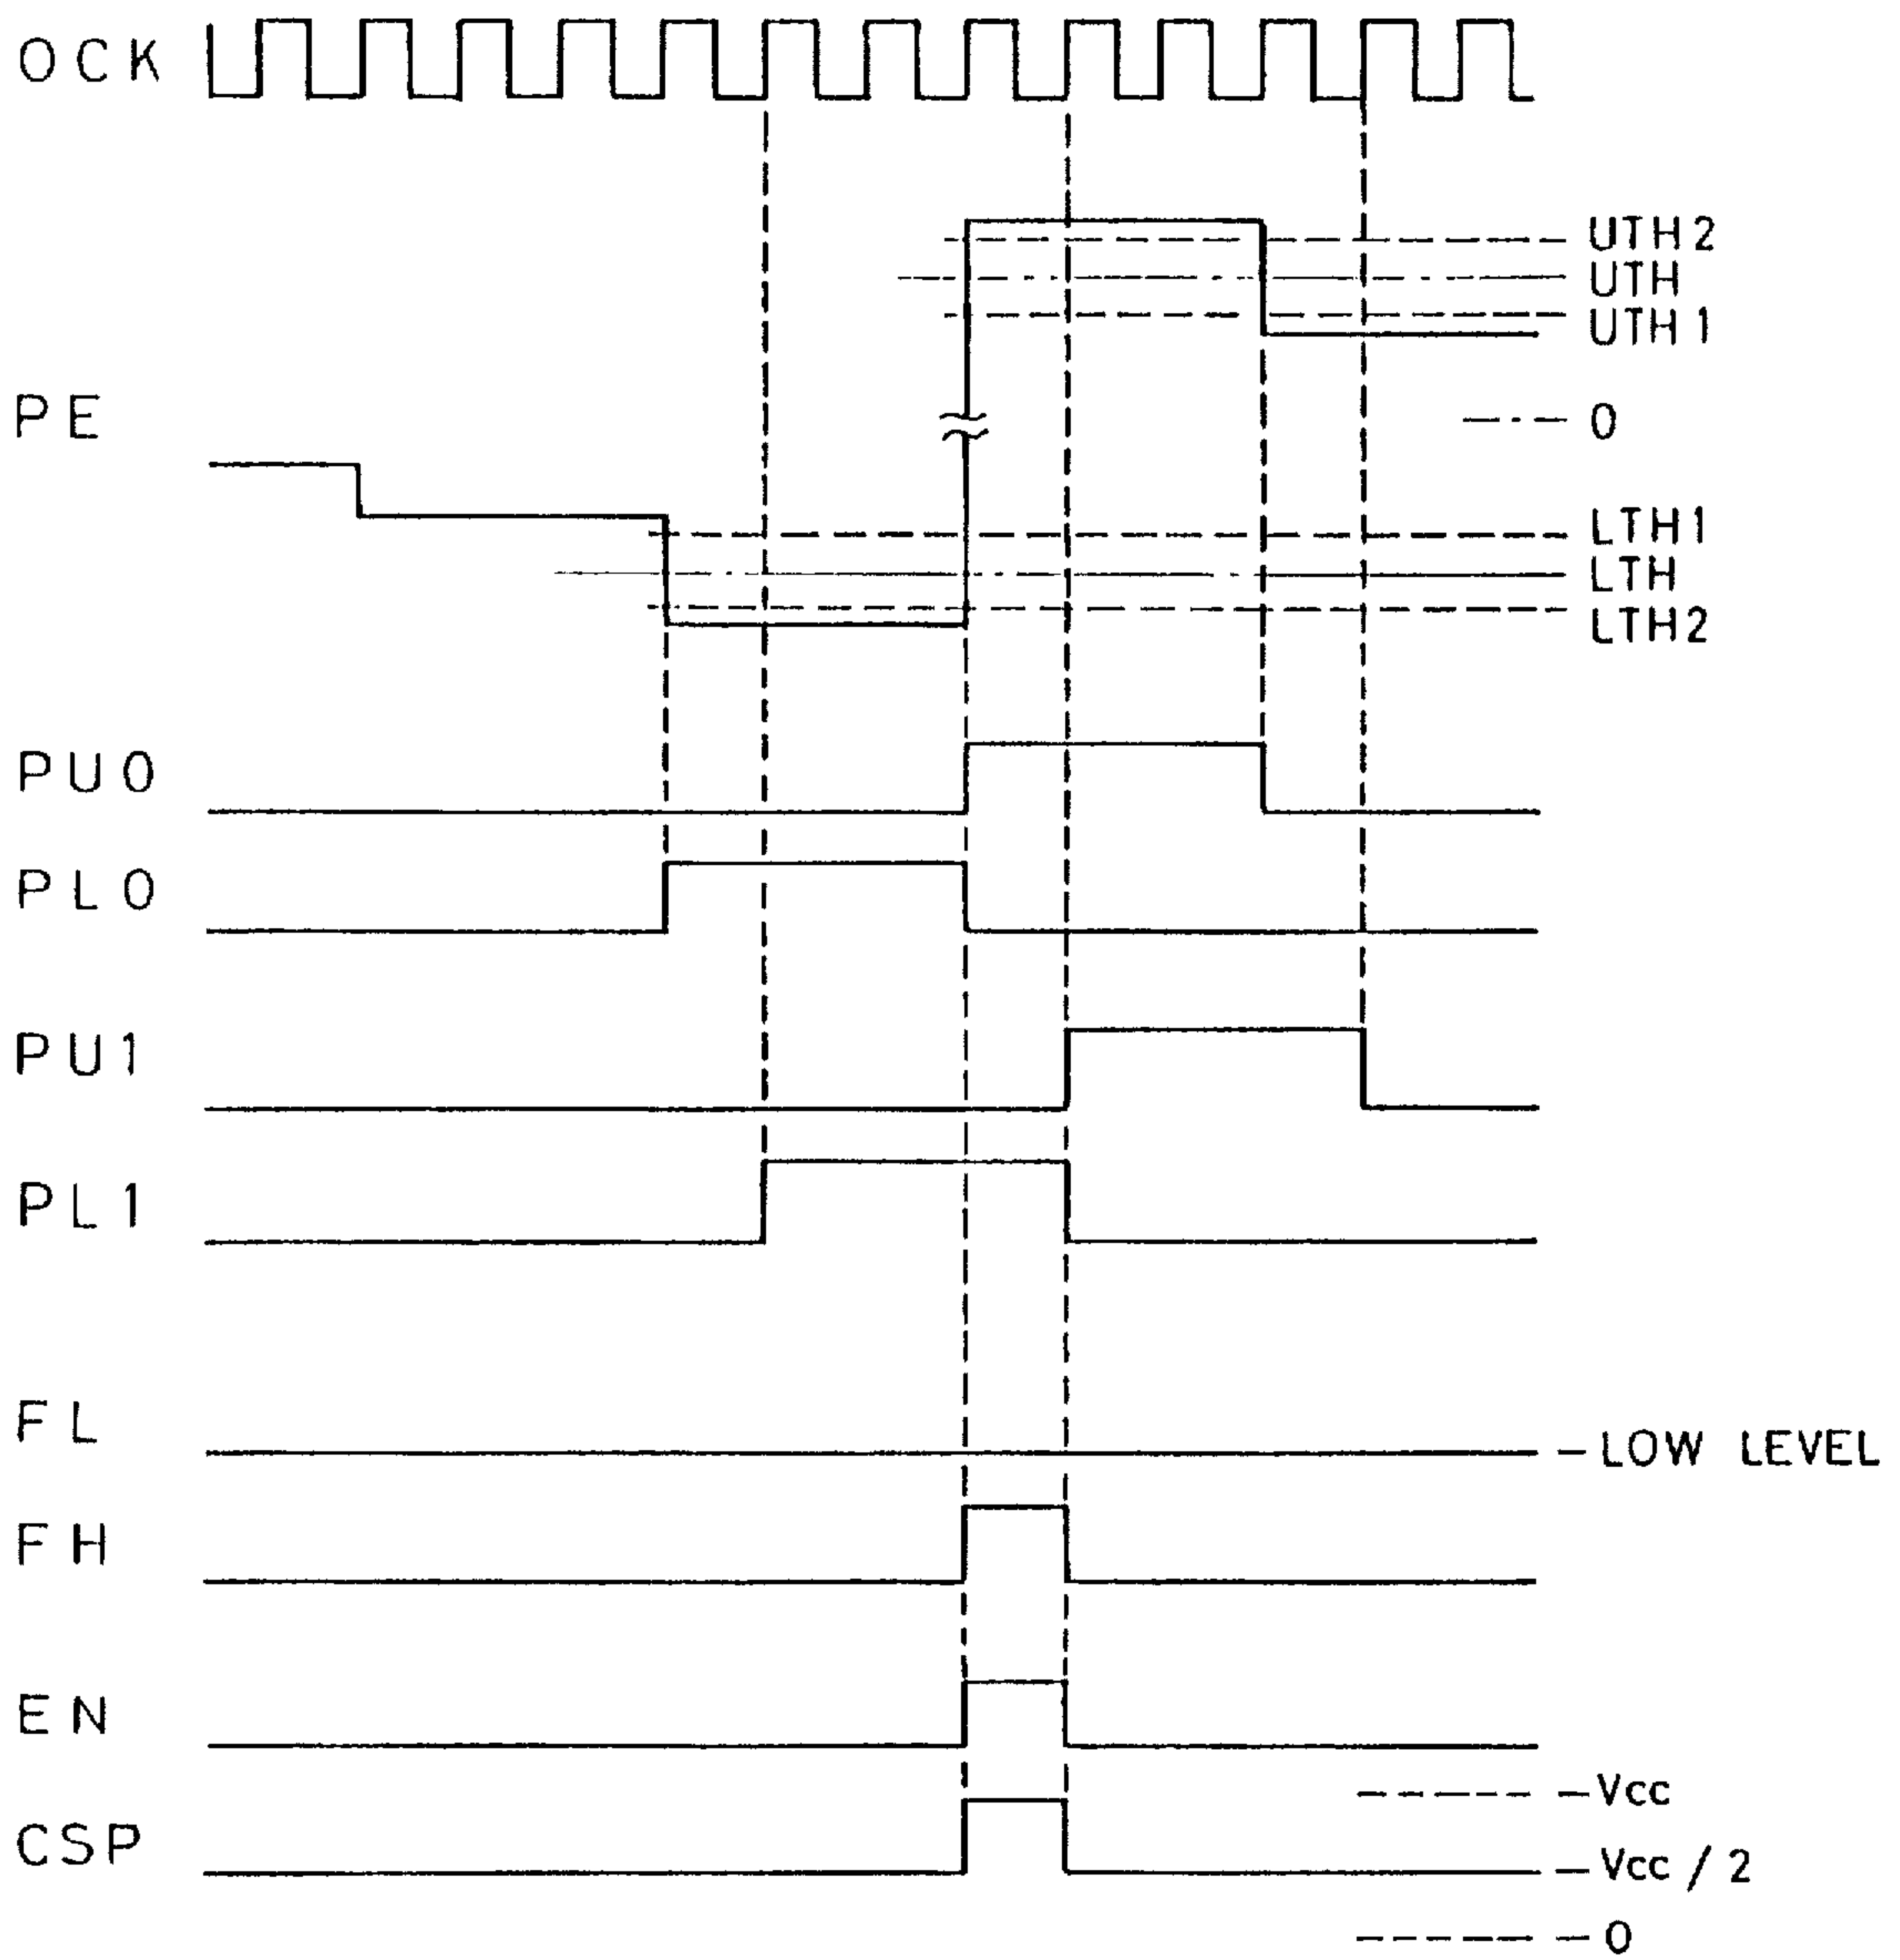 OCK
UTH2
UTH
UTH1
PE
0
LTH1
LTH
LTH2
PU0
PL0
PU1
PL1
FL
LOW LEVEL
FH
EN
Vcc
CSP
Vcc / 2
0